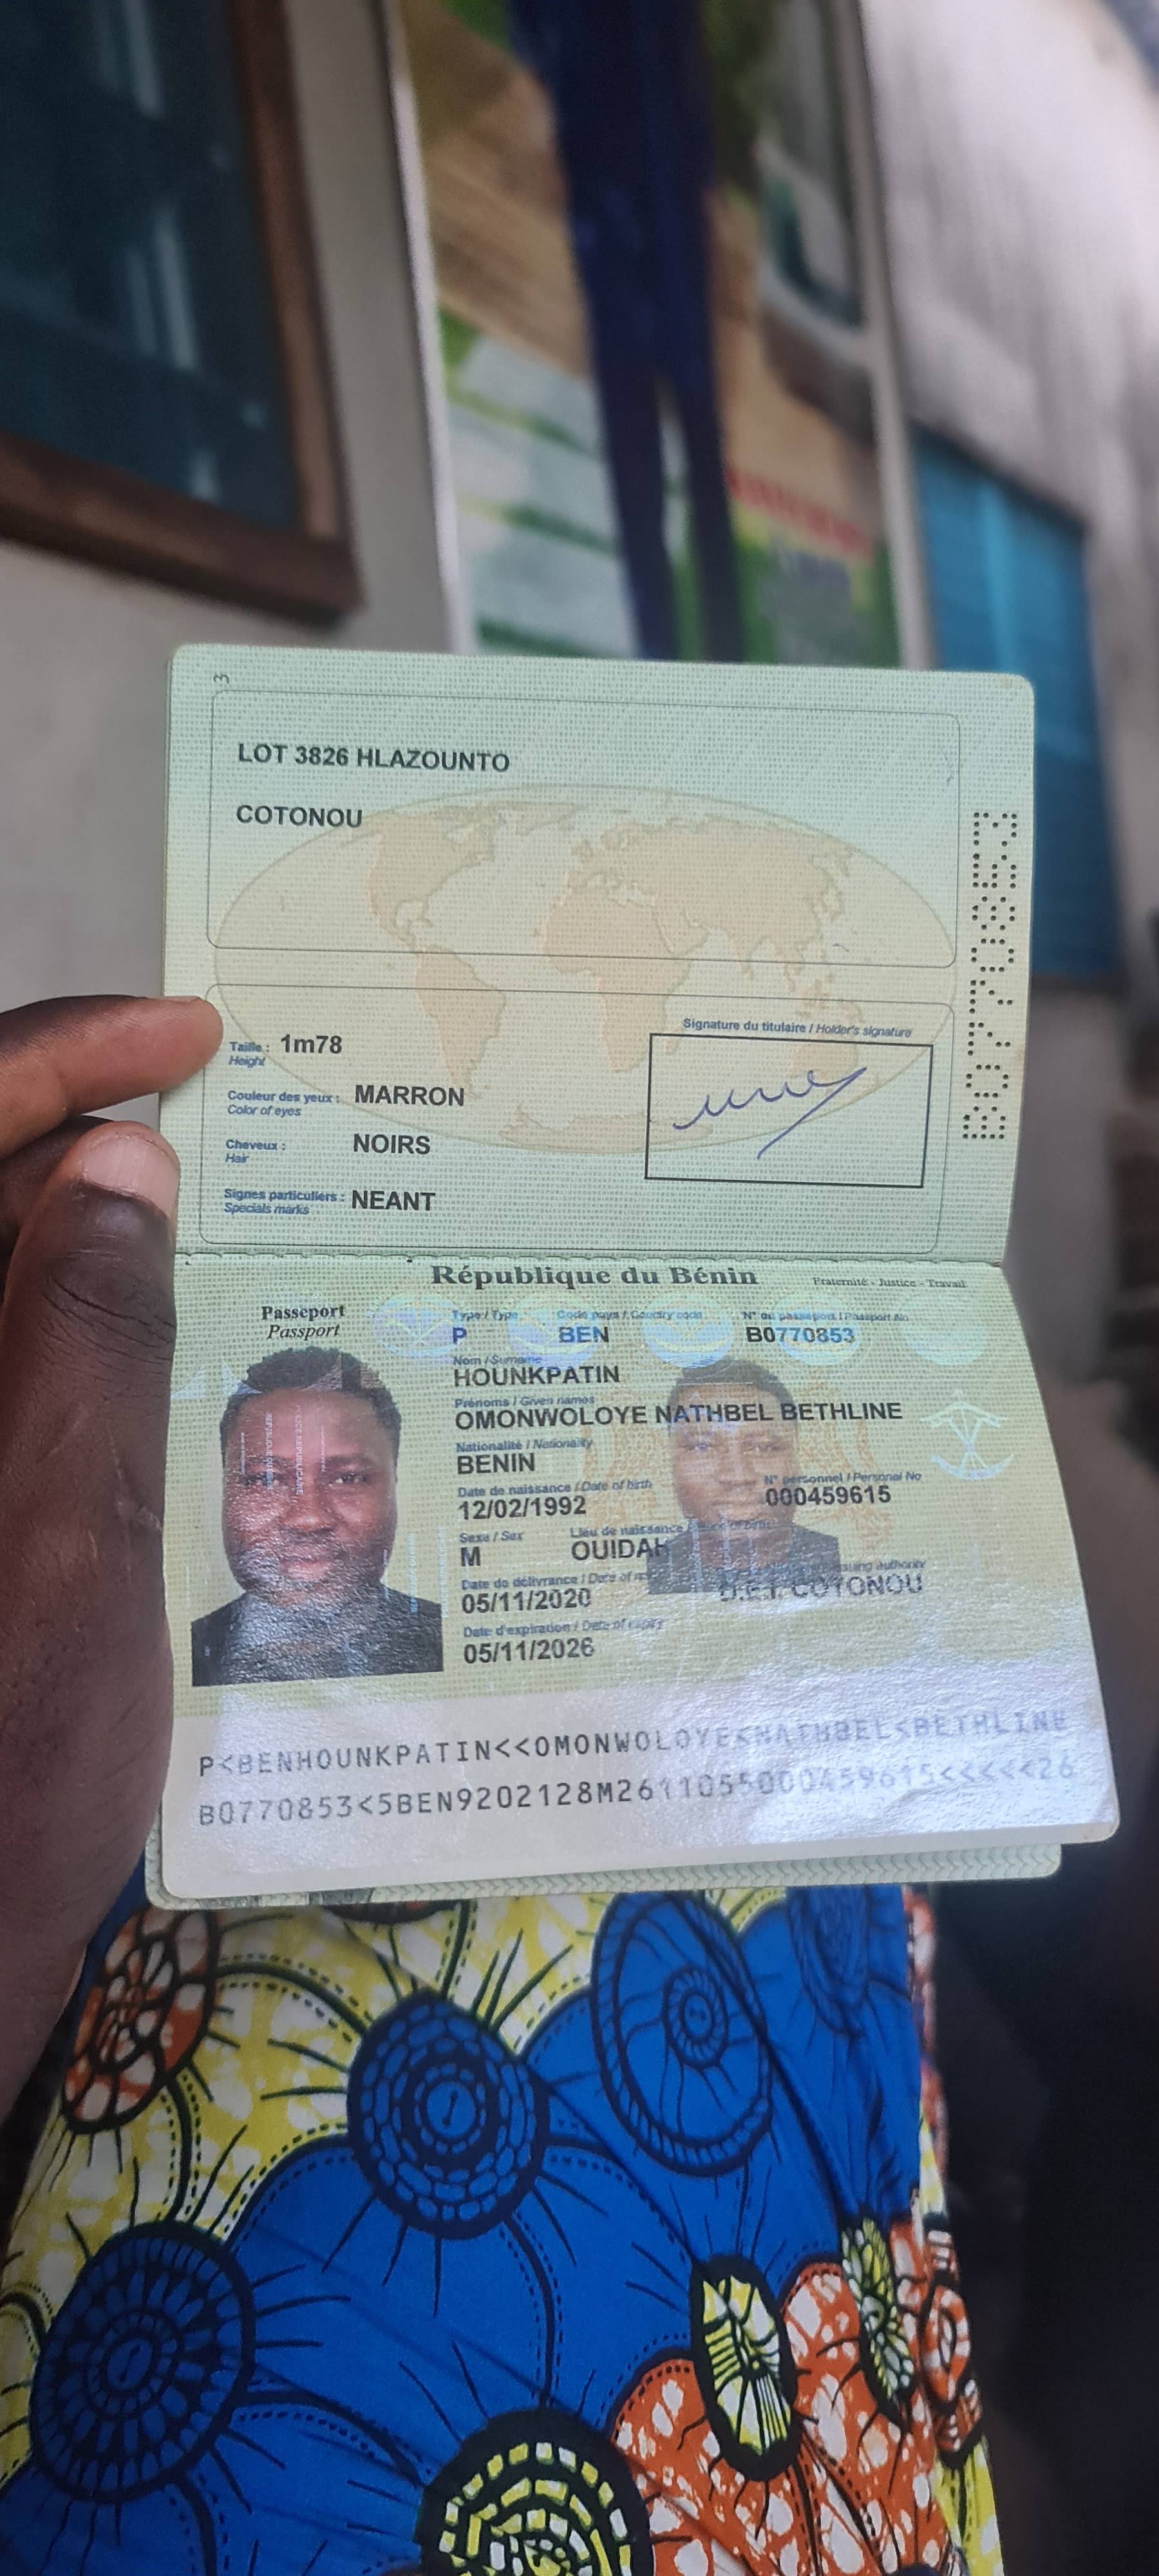 3
LOT 3826 HLAZOUNTO
COTONOU
B0770853
Signature du titulaire / Holder's signature
Taille : 1m78
Height
Couleur des yeux : MARRON
Color of eyes
Cheveux : NOIRS
Hair
Signes particuliers : NEANT
Specials marks
République du Bénin
Fraternité - Justice - Travail
Passeport
Passport
Type / Type
Code pays / Country code
N° du passeport / Passport No
P
BEN
B0770853
Nom / Surname
HOUNKPATIN
Prénoms / Given names
OMONWOLOYE NATHBEL BETHLINE
Nationalité / Nationality
BENIN
Date de naissance / Date of birth
N° personnel / Personal No
12/02/1992
000459615
Sexe / Sex
Lieu de naissance / Place of birth
M
OUIDAH
Date de délivrance / Date of
Issuing authority
05/11/2020
COTONOU
Date d'expiration / Date of expiry
05/11/2026
P<BENHOUNKPATIN<<OMONWOLOYE<NATHBEL<BETHLINE
B0770853<5BEN9202128M2611055000459615<<<<<26